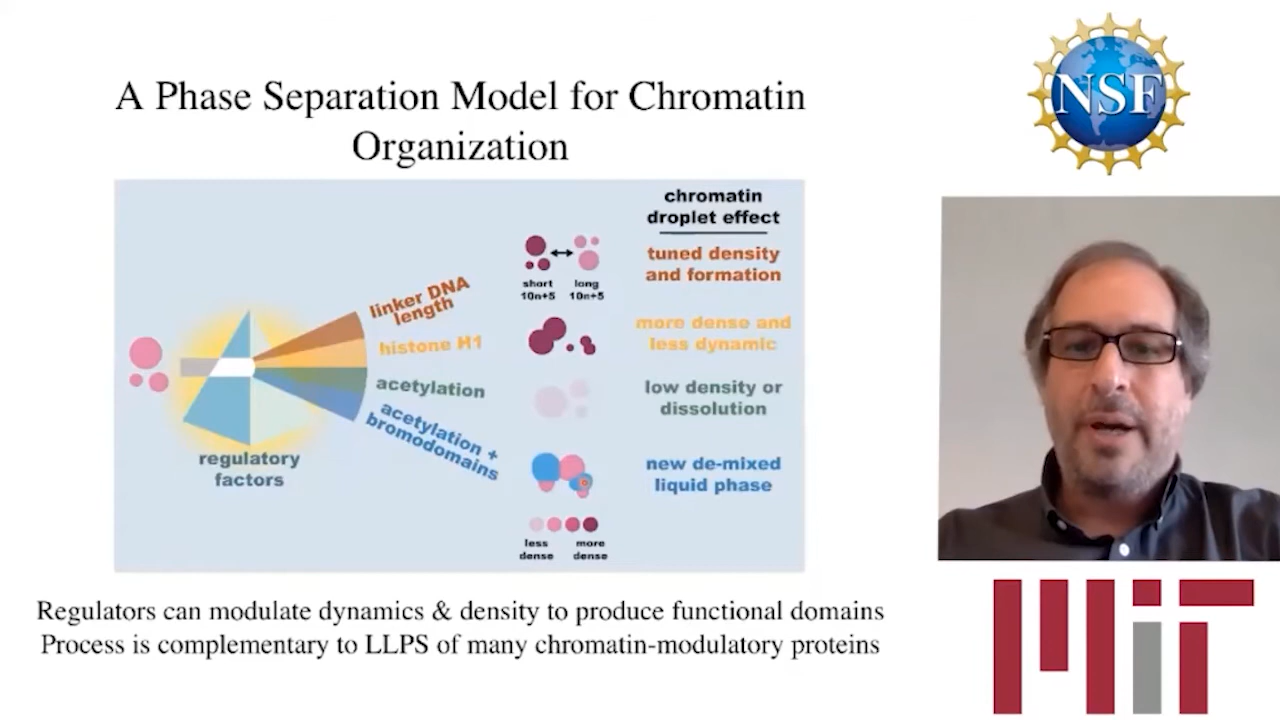 A Phase Separation Model for Chromatin
Organization
chromatin
droplet effect
linker DNA
length
short
10n+5
long
10n+5
tuned density
and formation
histone H1
more dense and
less dynamic
acetylation
low density or
dissolution
acetylation +
bromodomains
new de-mixed
liquid phase
regulatory
factors
less
dense
more
dense
Regulators can modulate dynamics & density to produce functional domains
Process is complementary to LLPS of many chromatin-modulatory proteins
NSF
MIT